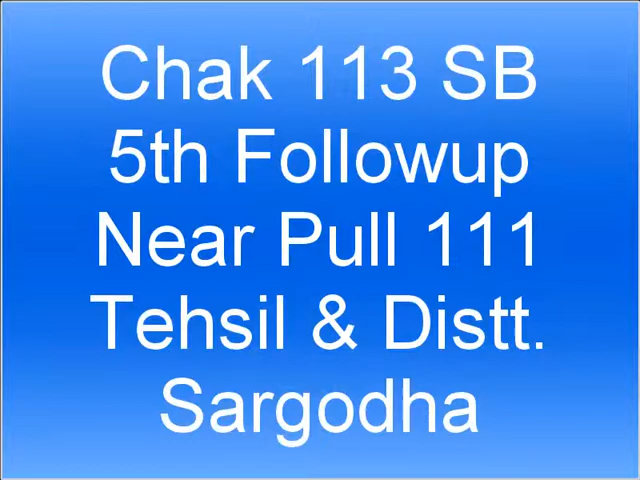 Chak 113 SB
5th Followup
Near Pull 111
Tehsil & Distt.
Sargodha